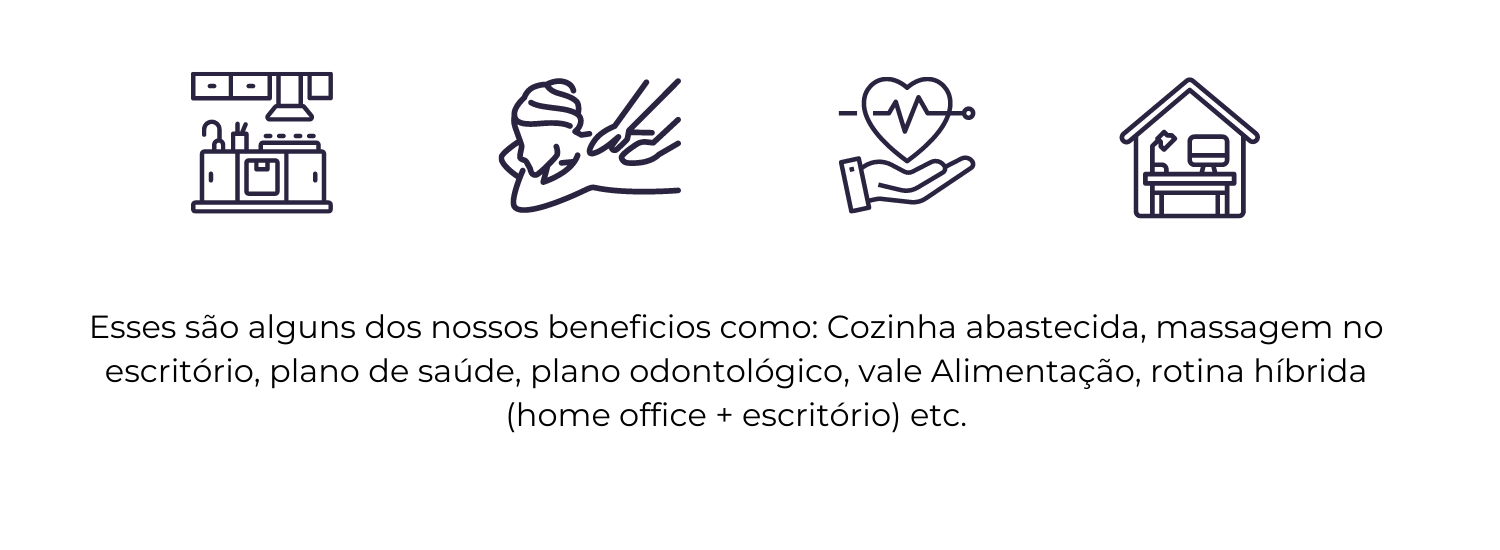 Esses são alguns dos nossos beneficios como: Cozinha abastecida, massagem no
escritório, plano de saúde, plano odontológico, vale Alimentação, rotina híbrida
(home office + escritório) etc.